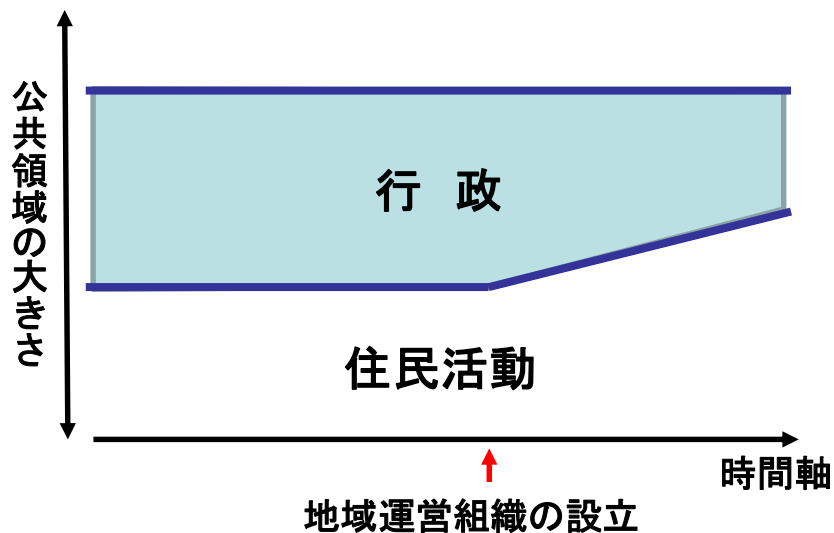 公共領域の大きさ
行　政
住民活動
時間軸
地域運営組織の設立